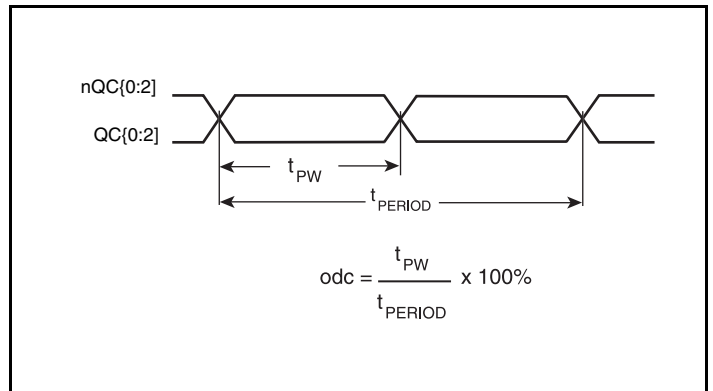 nQC{0:2]
QC{0:2]
tPW
tPERIOD
odc = tPW / tPERIOD x 100%